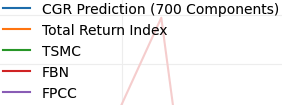 CGR Prediction (700 Components)
Total Return Index
TSMC
FBN
FPCC